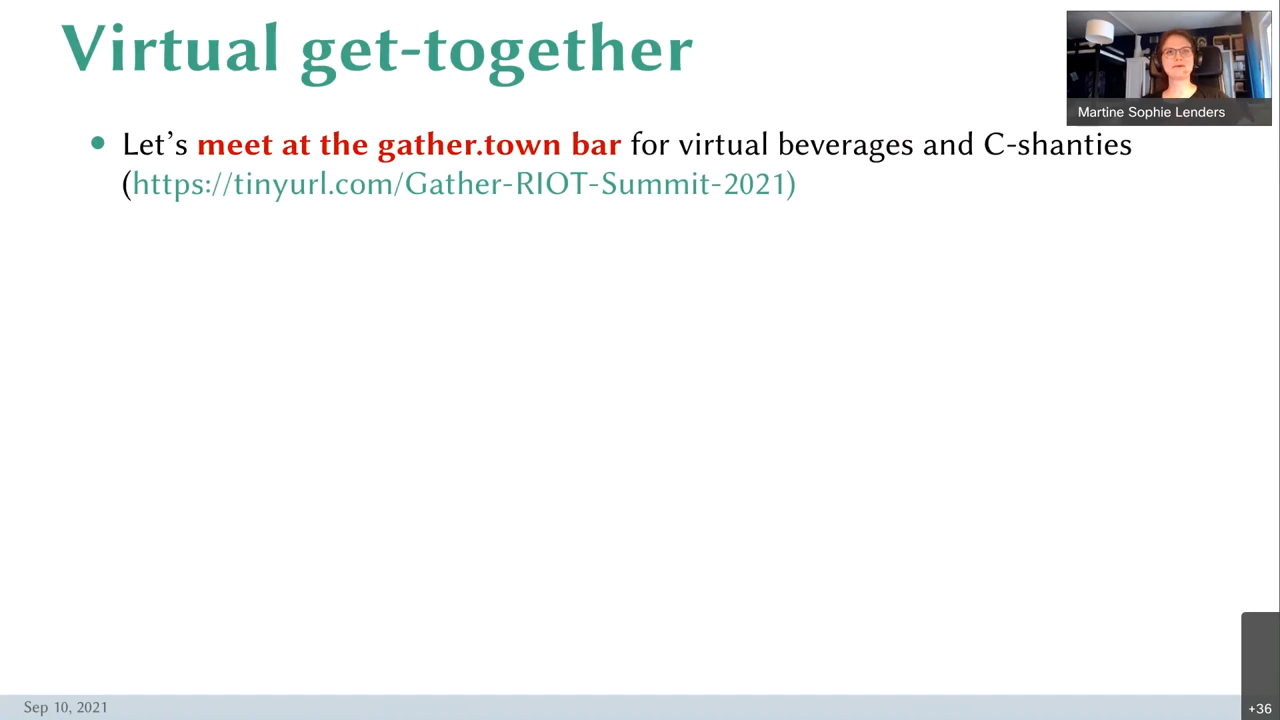 Virtual get-together
Martine Sophie Lenders
• Let’s meet at the gather.town bar for virtual beverages and C-shanties
(https://tinyurl.com/Gather-RIOT-Summit-2021)
Sep 10, 2021
+36